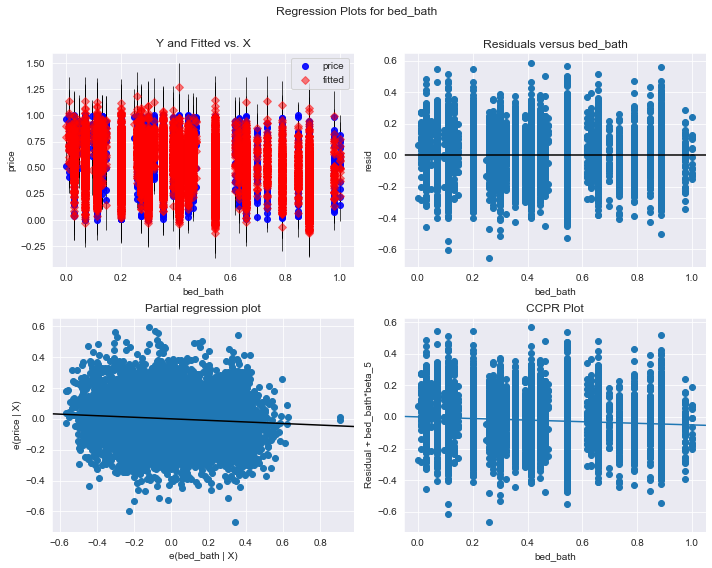 Regression Plots for bed_bath
Y and Fitted vs. X
price
fitted
1.50
1.25
1.00
0.75
0.50
0.25
0.00
−0.25
price
0.0 0.2 0.4 0.6 0.8 1.0
bed_bath
Residuals versus bed_bath
0.6
0.4
0.2
0.0
−0.2
−0.4
−0.6
resid
0.0 0.2 0.4 0.6 0.8 1.0
bed_bath
Partial regression plot
0.6
0.4
0.2
0.0
−0.2
−0.4
−0.6
e(price | X)
−0.6 −0.4 −0.2 0.0 0.2 0.4 0.6 0.8
e(bed_bath | X)
CCPR Plot
0.6
0.4
0.2
0.0
−0.2
−0.4
−0.6
Residual + bed_bath*beta_5
0.0 0.2 0.4 0.6 0.8 1.0
bed_bath